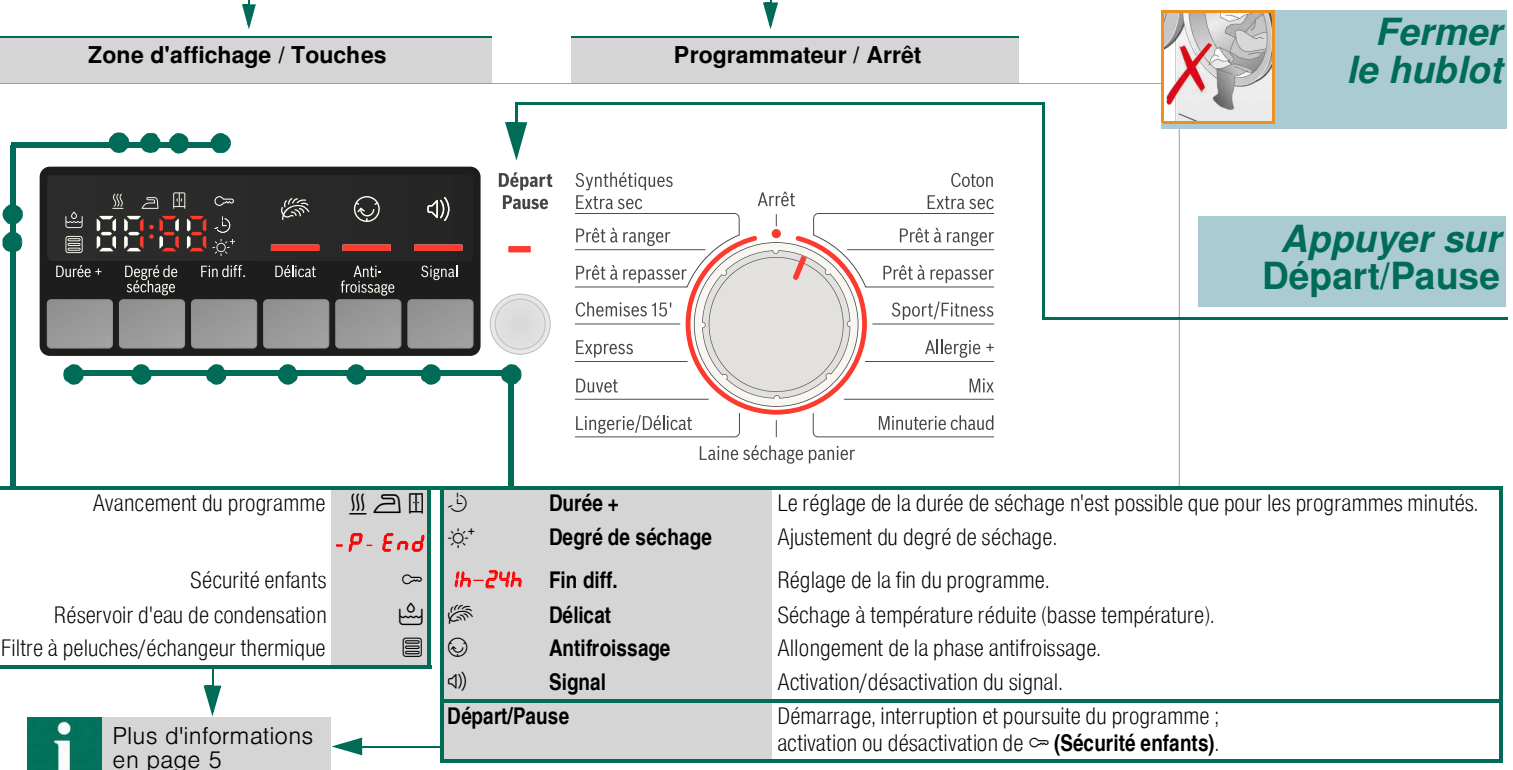 Zone d'affichage / Touches
Programmateur / Arrêt
Fermer
le hublot
Départ
Pause
Durée +
Degré de
séchage
Fin diff.
Délicat
Anti-
froissage
Signal
Synthétiques
Extra sec
Prêt à ranger
Prêt à repasser
Chemises 15'
Express
Duvet
Lingerie/Délicat
Arrêt
Coton
Extra sec
Prêt à ranger
Prêt à repasser
Sport/Fitness
Allergie +
Mix
Minuterie chaud
Laine séchage panier
Appuyer sur
Départ/Pause
Avancement du programme
-P- End
Sécurité enfants
Réservoir d'eau de condensation
Filtre à peluches/échangeur thermique
Durée + Le réglage de la durée de séchage n'est possible que pour les programmes minutés.
Degré de séchage Ajustement du degré de séchage.
1h-24h Fin diff. Réglage de la fin du programme.
Délicat Séchage à température réduite (basse température).
Antifroissage Allongement de la phase antifroissage.
Signal Activation/désactivation du signal.
Départ/Pause Démarrage, interruption et poursuite du programme ;
activation ou désactivation de (Sécurité enfants).
i
Plus d'informations
en page 5